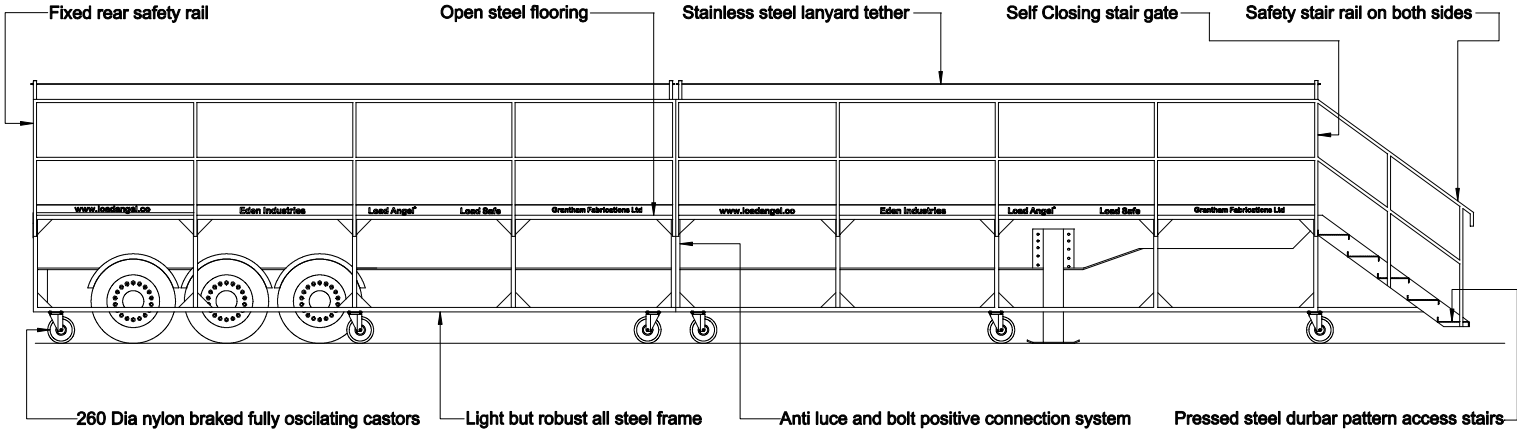 Fixed rear safety rail
Open steel flooring
Stainless steel lanyard tether
Self Closing stair gate
Safety stair rail on both sides
www.loadangel.co Eden Industries Load Angel Load Safe Grantham Fabrications Ltd www.loadangel.co Eden Industries Load Angel Load Safe Grantham Fabrications Ltd
260 Dia nylon braked fully oscilating castors
Light but robust all steel frame
Anti luce and bolt positive connection system
Pressed steel durbar pattern access stairs